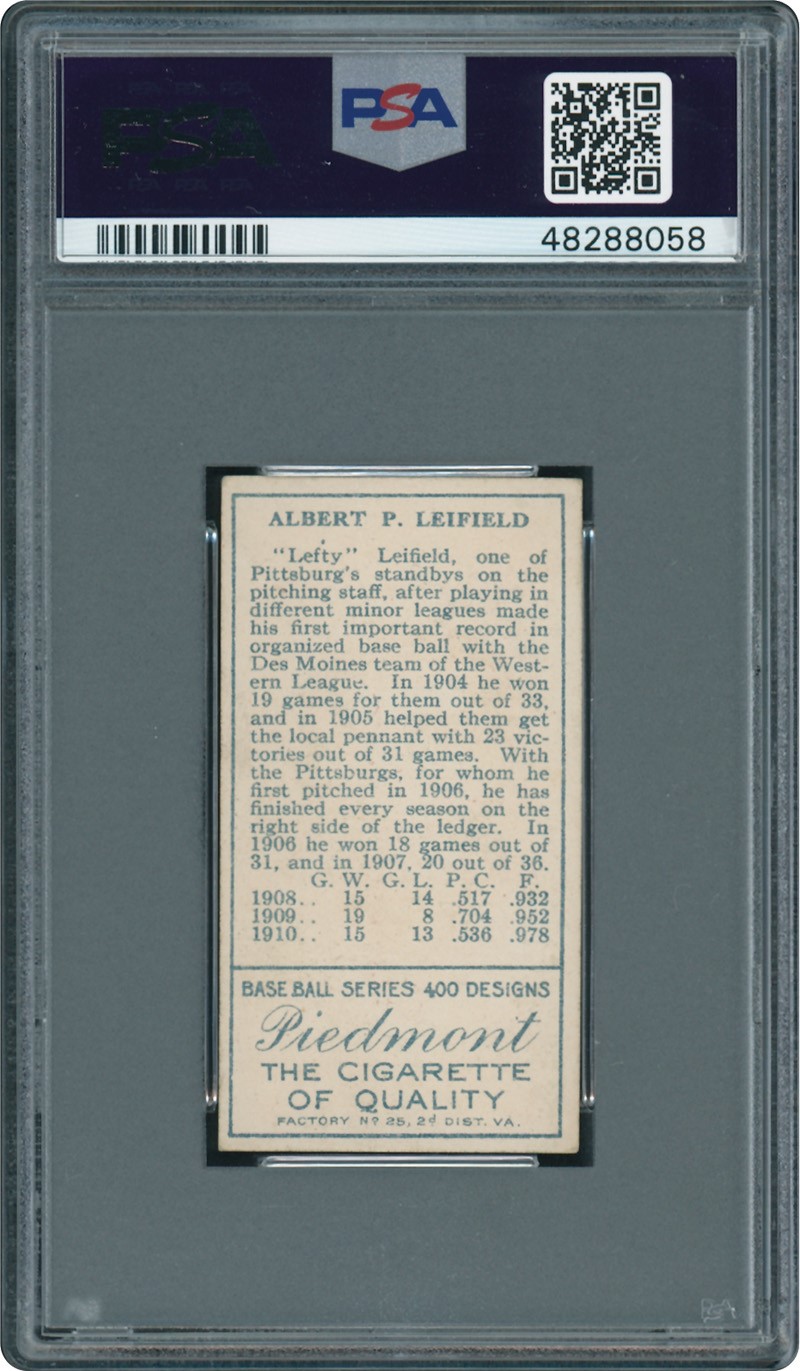 PSA
48288058
ALBERT P. LEIFIELD
"Lefty" Leifield, one of
Pittsburg's standbys on the
pitching staff, after playing in
different minor leagues made
his first important record in
organized base ball with the
Des Moines team of the West-
ern League. In 1904 he won
19 games for them out of 33,
and in 1905 helped them get
the local pennant with 23 vic-
tories out of 31 games. With
the Pittsburgs, for whom he
first pitched in 1906, he has
finished every season on the
right side of the ledger. In
1906 he won 18 games out of
31, and in 1907, 20 out of 36.
G. W. G. L. P. C. F.
1908.. 15 14 .517 .932
1909.. 19 8 .704 .952
1910.. 15 13 .536 .978
BASE BALL SERIES 400 DESIGNS
Piedmont
THE CIGARETTE
OF QUALITY
FACTORY Nº 25, 2d DIST. VA.